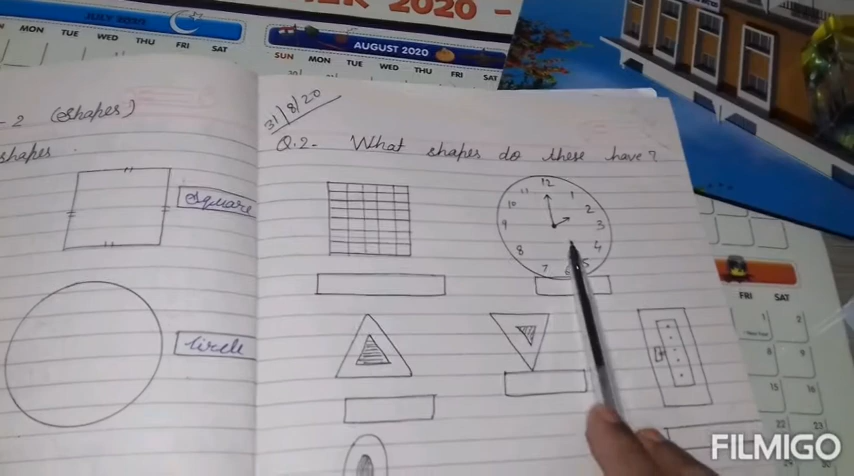 ER 2020 -
JULY 2020
MON TUE WED THU FRI SAT
AUGUST 2020
SUN MON TUE WED THU FRI SAT
- 2 (Shapes)
shapes
square
circle
31/8/20
Q.2- What shapes do these have?
12
11 1
10 2
9 3
8 4
7 6 5
FRI SAT
1 2
8 9
15 16
22 23
FILMIGO